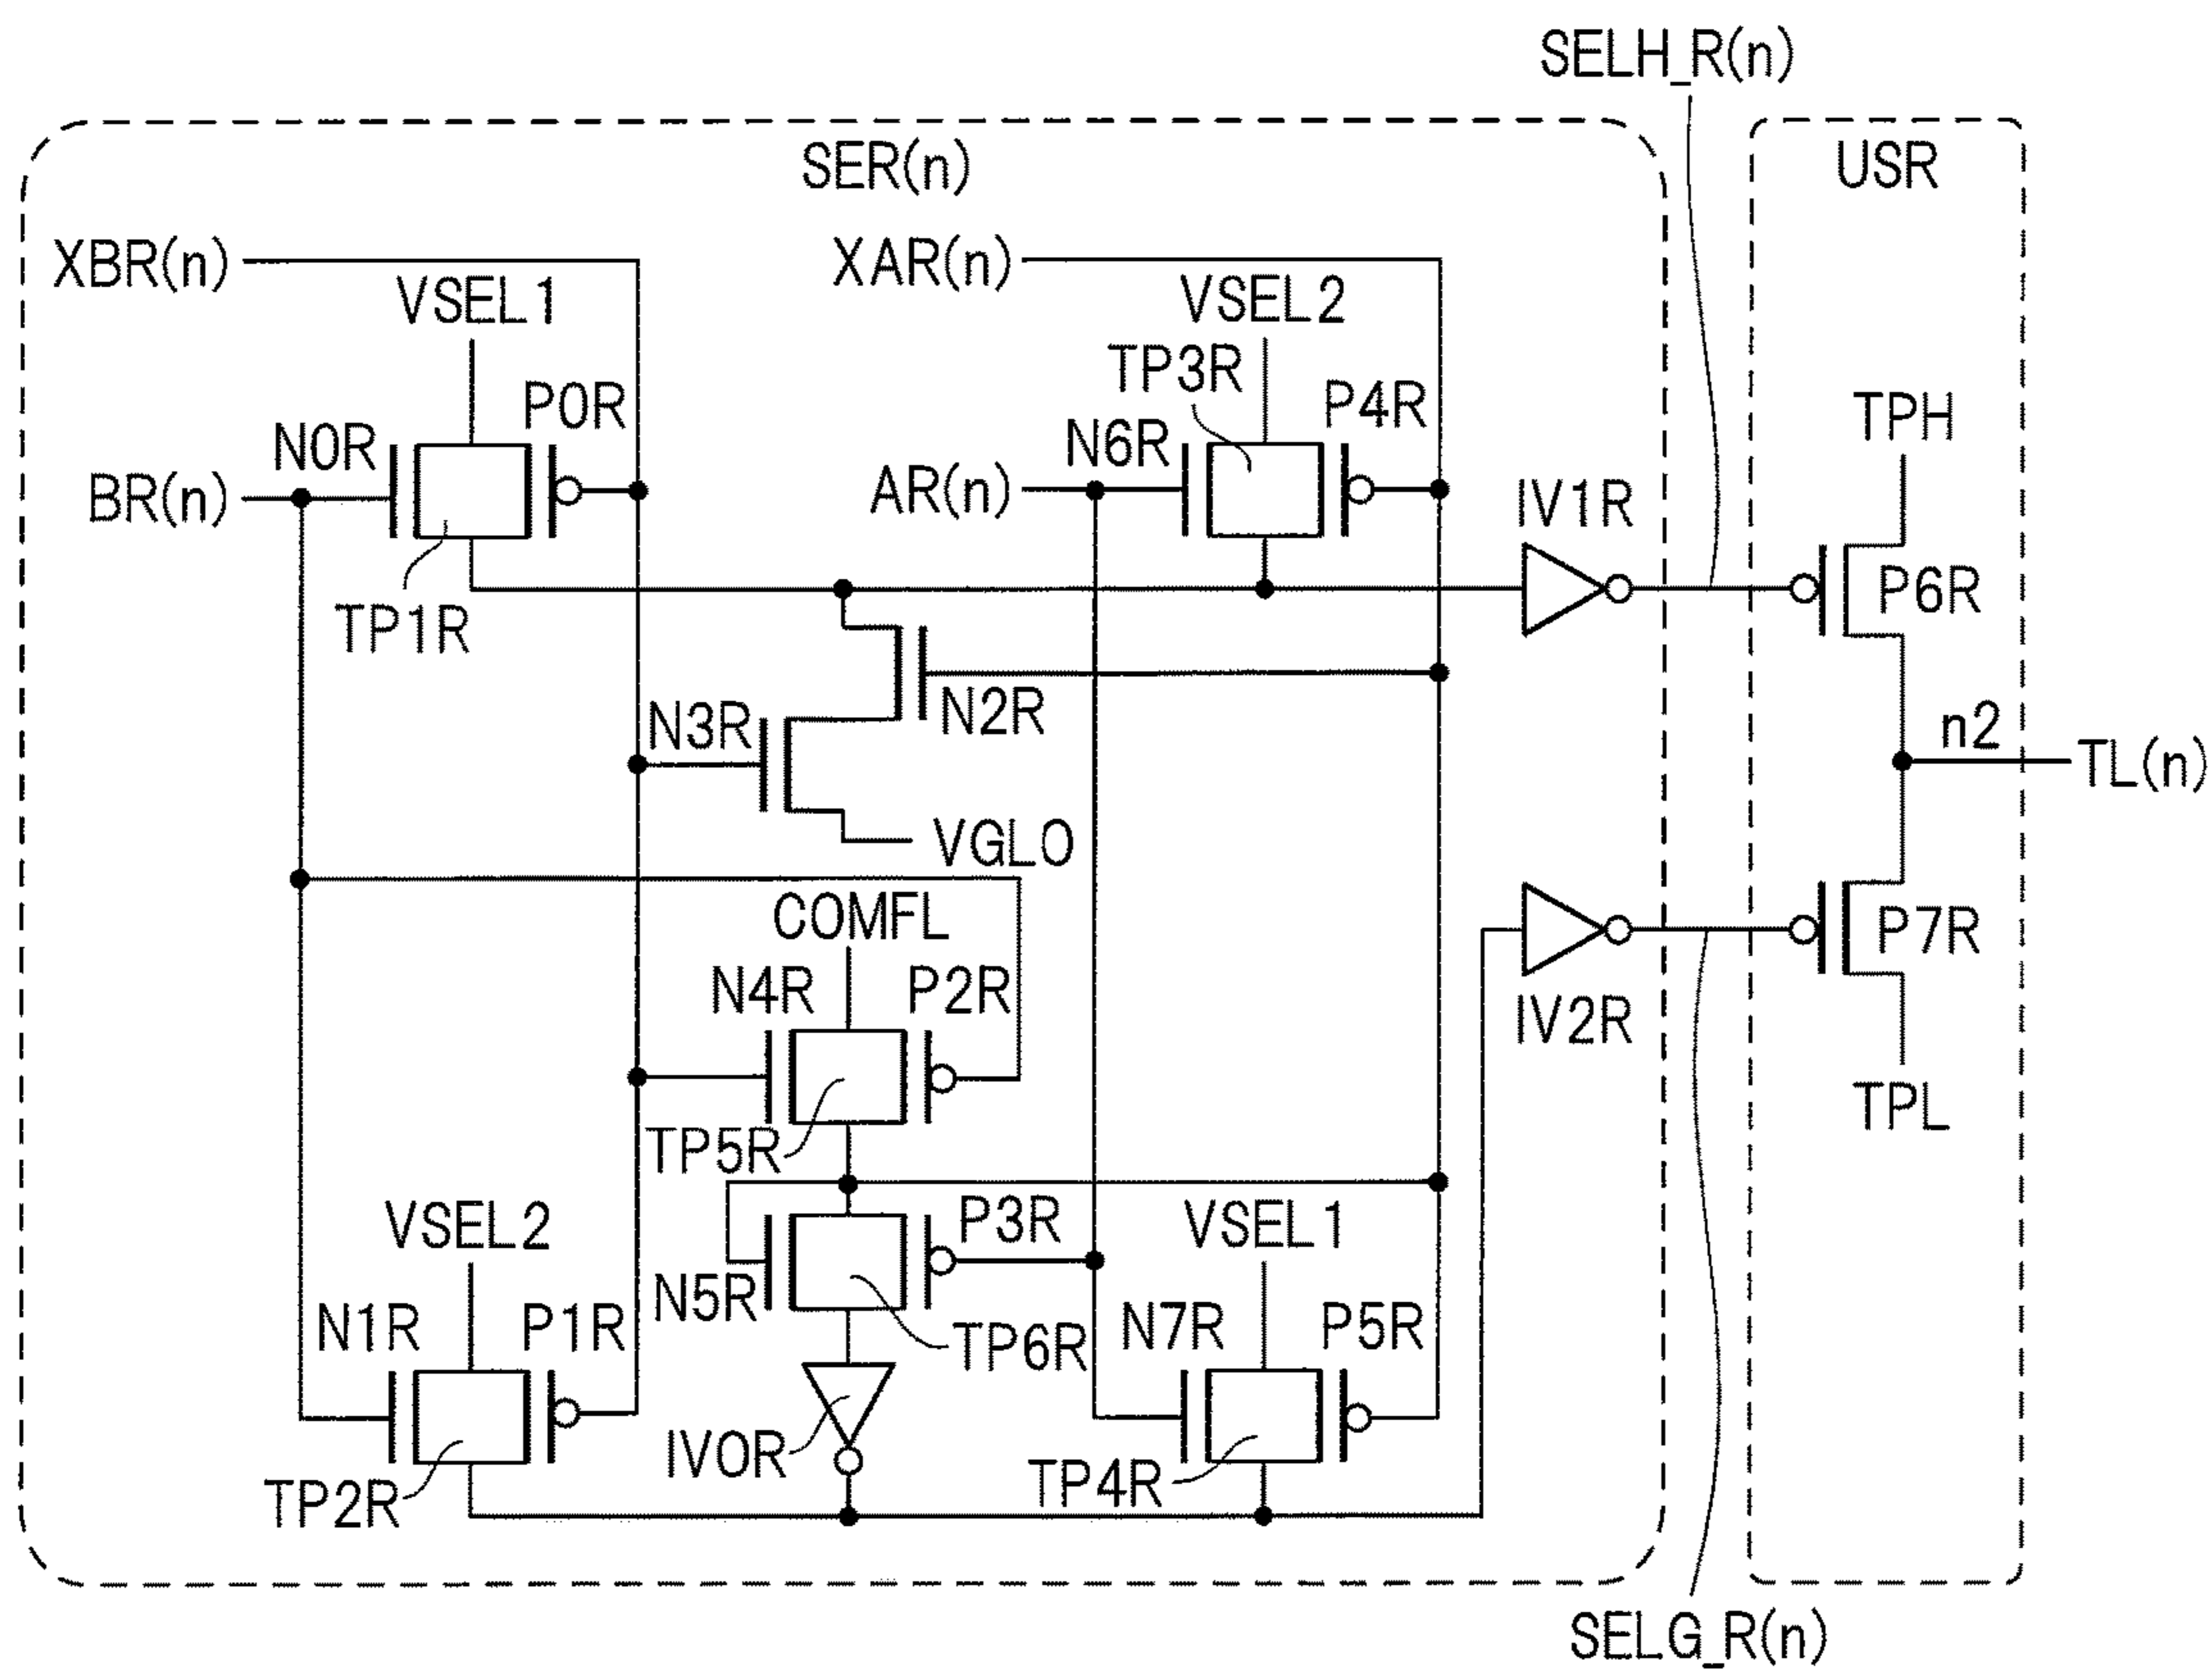 SELH_R(n)
SER(n)
USR
XBR(n)
XAR(n)
VSEL1
VSEL2
TP3R
P0R
P4R
TPH
N0R
N6R
BR(n)
AR(n)
IV1R
P6R
TP1R
N3R
N2R
n2
TL(n)
VGLO
COMFL
N4R
P2R
P7R
IV2R
TPL
TP5R
VSEL2
P3R
VSEL1
N5R
N1R
P1R
TP6R
N7R
P5R
IVOR
TP2R
TP4R
SELG_R(n)